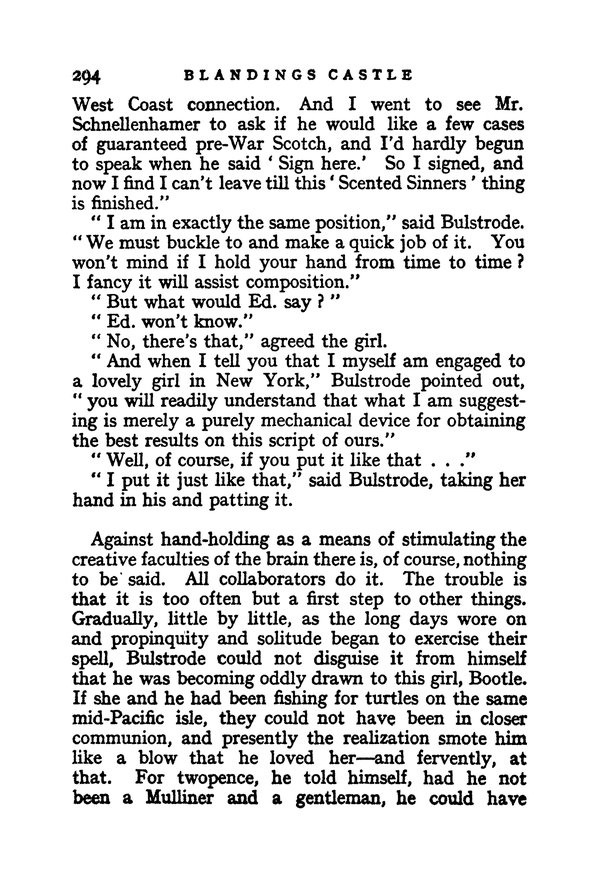 294 BLANDINGS CASTLE
West Coast connection. And I went to see Mr.
Schnellenhamer to ask if he would like a few cases
of guaranteed pre-War Scotch, and I'd hardly begun
to speak when he said ‘ Sign here.’ So I signed, and
now I find I can't leave till this ‘ Scented Sinners ’ thing
is finished.”
“ I am in exactly the same position,” said Bulstrode.
“ We must buckle to and make a quick job of it. You
won't mind if I hold your hand from time to time ?
I fancy it will assist composition.”
“ But what would Ed. say ? ”
“ Ed. won't know.”
“ No, there's that,” agreed the girl.
“ And when I tell you that I myself am engaged to
a lovely girl in New York,” Bulstrode pointed out,
“ you will readily understand that what I am suggest-
ing is merely a purely mechanical device for obtaining
the best results on this script of ours.”
“ Well, of course, if you put it like that . . .”
“ I put it just like that,” said Bulstrode, taking her
hand in his and patting it.
Against hand-holding as a means of stimulating the
creative faculties of the brain there is, of course, nothing
to be said. All collaborators do it. The trouble is
that it is too often but a first step to other things.
Gradually, little by little, as the long days wore on
and propinquity and solitude began to exercise their
spell, Bulstrode could not disguise it from himself
that he was becoming oddly drawn to this girl, Bootle.
If she and he had been fishing for turtles on the same
mid-Pacific isle, they could not have been in closer
communion, and presently the realization smote him
like a blow that he loved her—and fervently, at
that. For twopence, he told himself, had he not
been a Mulliner and a gentleman, he could have